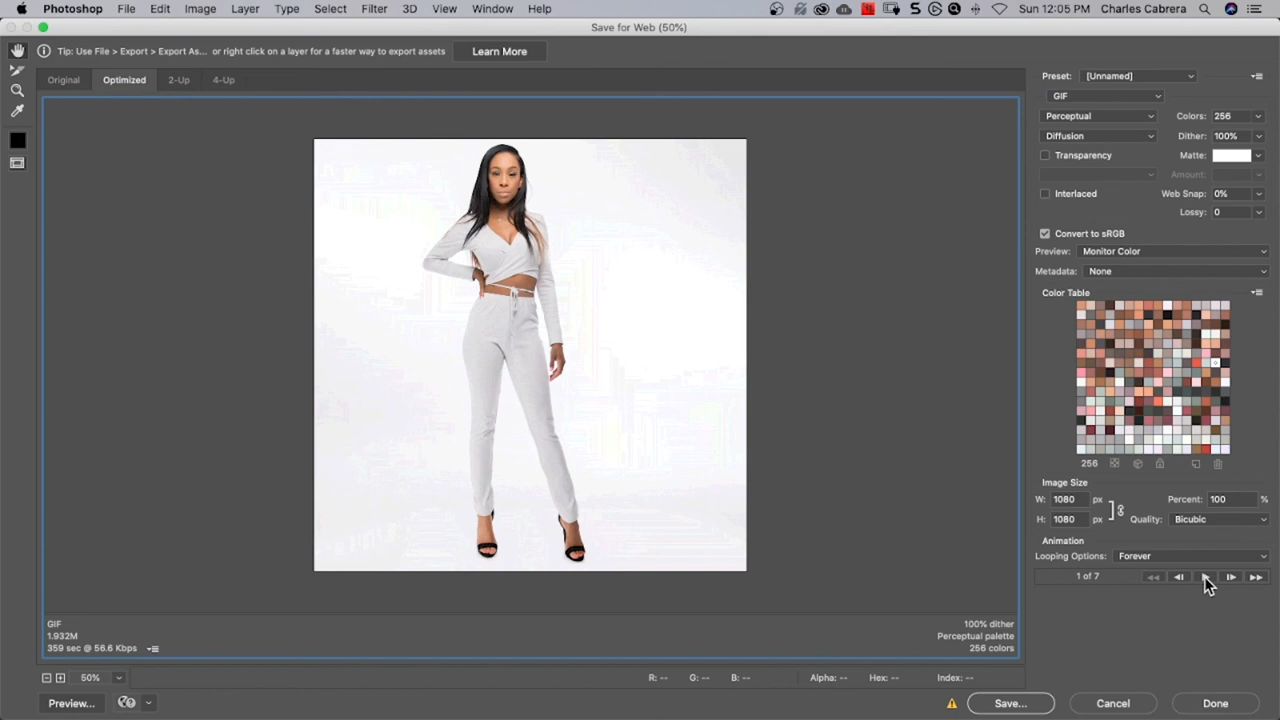 Photoshop File Edit Image Layer Type Select Filter 3D View Window Help Sun 12:05 PM Charles Cabrera
Save for Web (50%)
Tip: Use File > Export > Export As... or right click on a layer for a faster way to export assets Learn More
Original Optimized 2-Up 4-Up
Preset: [Unnamed]
GIF
Perceptual Colors: 256
Diffusion Dither: 100%
Transparency Matte:
Amount:
Interlaced Web Snap: 0%
Lossy: 0
Convert to sRGB
Preview: Monitor Color
Metadata: None
Color Table
256
Image Size
W: 1080 px Percent: 100 %
H: 1080 px Quality: Bicubic
Animation
Looping Options: Forever
1 of 7
GIF 100% dither
1.932M Perceptual palette
359 sec @ 56.6 Kbps 256 colors
50% R: -- G: -- B: -- Alpha: -- Hex: -- Index: --
Preview... Save... Cancel Done